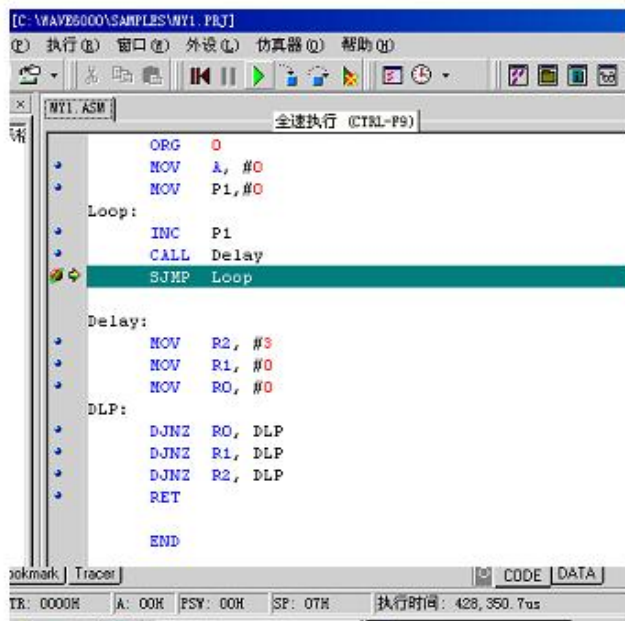 [C:\WAVE6000\SAMPLES\MY1.PRJ]
(P) 执行(R) 窗口(W) 外设(L) 仿真器(O) 帮助(H)
MY1.ASM
全速执行 (CTRL-F9)
ORG 0
MOV A, #0
MOV P1,#0
Loop:
INC P1
CALL Delay
SJMP Loop
Delay:
MOV R2, #3
MOV R1, #0
MOV R0, #0
DLP:
DJNZ R0, DLP
DJNZ R1, DLP
DJNZ R2, DLP
RET
END
ookmark Tracer CODE DATA
TR: 0000H A: 00H PSW: 00H SP: 07H 执行时间: 428,350.7us